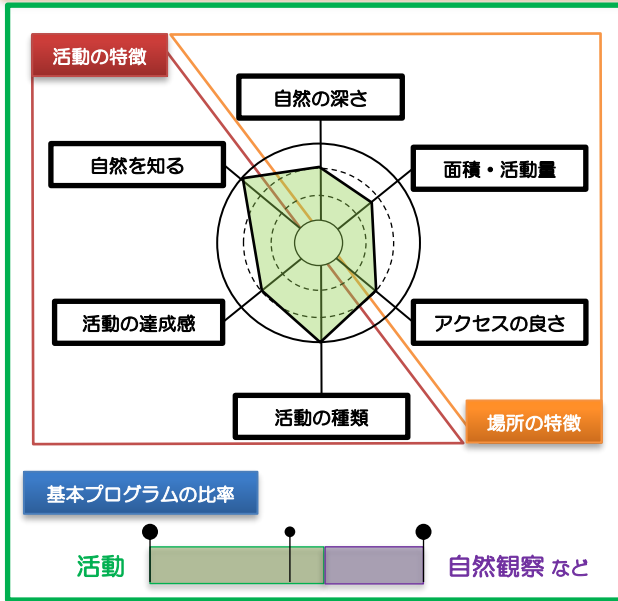 活動の特徴
自然の深さ
自然を知る
面積・活動量
活動の達成感
アクセスの良さ
活動の種類
場所の特徴
基本プログラムの比率
活動
自然観察 など